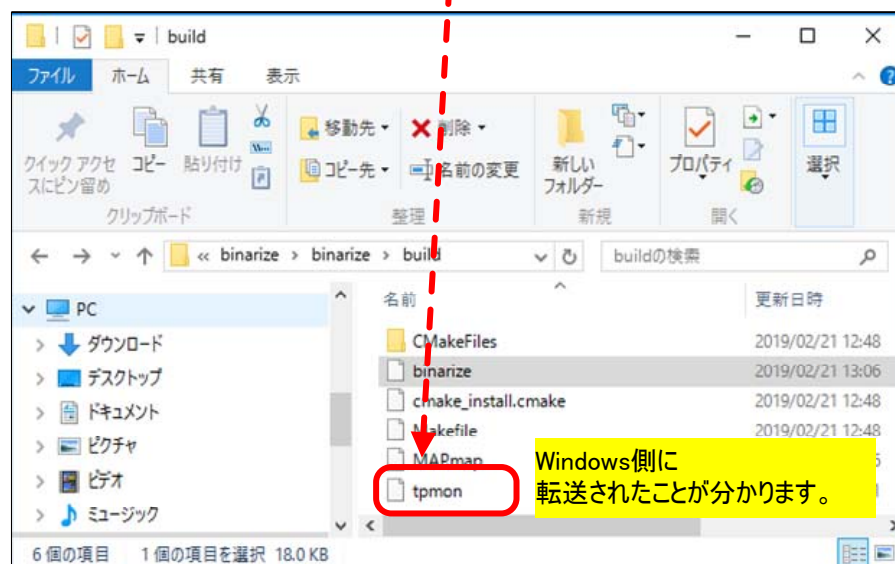 build
ファイル ホーム 共有 表示
クイック アクセスにピン留め
コピー
貼り付け
移動先
コピー先
削除
名前の変更
新しい
フォルダー
プロパティ
選択
クリップボード 整理 新規 開く
« binarize > binarize > build
buildの検索
名前 更新日時
PC
ダウンロード
デスクトップ
ドキュメント
ピクチャ
ビデオ
ミュージック
CMakeFiles 2019/02/21 12:48
binarize 2019/02/21 13:06
cmake_install.cmake 2019/02/21 12:48
Makefile 2019/02/21 12:48
MAPmap
tpmon
Windows側に
転送されたことが分かります。
6 個の項目 1 個の項目を選択 18.0 KB